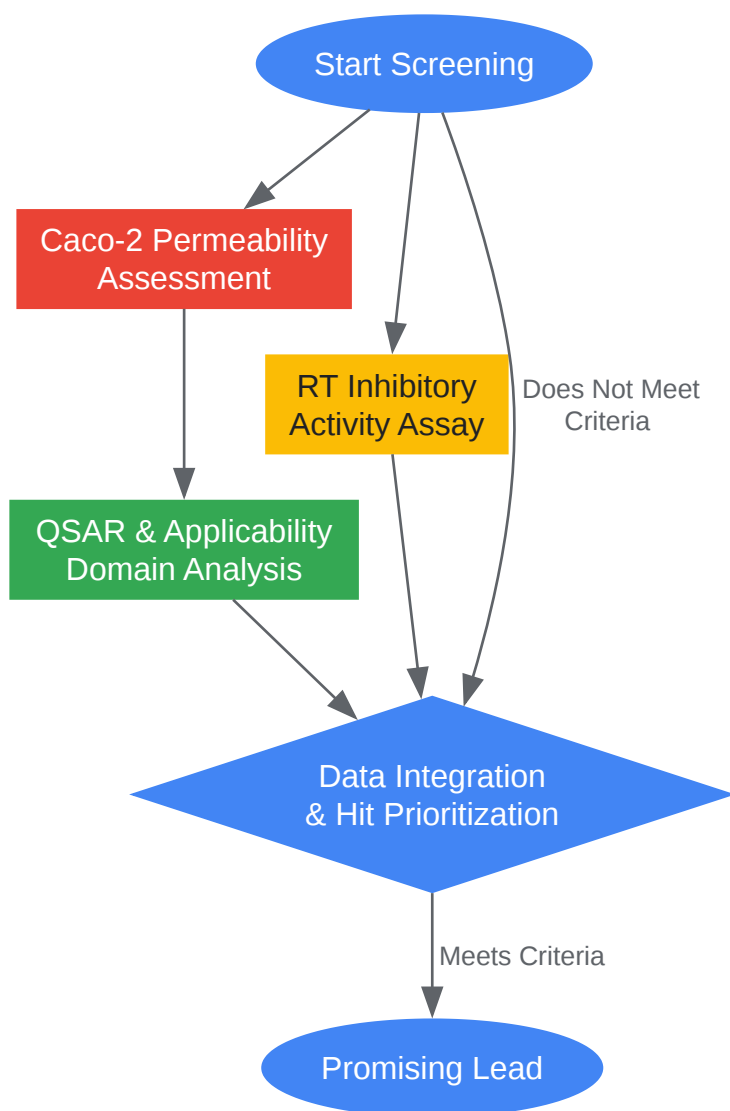 Start Screening
Caco-2 Permeability
Assessment
RT Inhibitory
Activity Assay
Does Not Meet
Criteria
QSAR & Applicability
Domain Analysis
Data Integration
& Hit Prioritization
Meets Criteria
Promising Lead